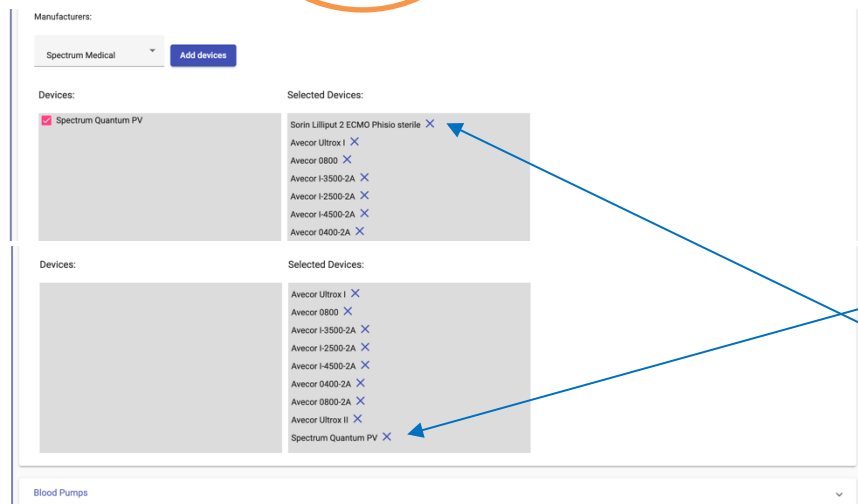 Manufacturers:
Spectrum Medical
Add devices
Devices:
Selected Devices:
Spectrum Quantum PV
Sorin Lilliput 2 ECMO Phisio sterile
Avecor Ultrox I
Avecor 0800
Avecor I-3500-2A
Avecor I-2500-2A
Avecor I-4500-2A
Avecor 0400-2A
Devices:
Selected Devices:
Avecor Ultrox I
Avecor 0800
Avecor I-3500-2A
Avecor I-2500-2A
Avecor I-4500-2A
Avecor 0400-2A
Avecor 0800-2A
Avecor Ultrox II
Spectrum Quantum PV
Blood Pumps